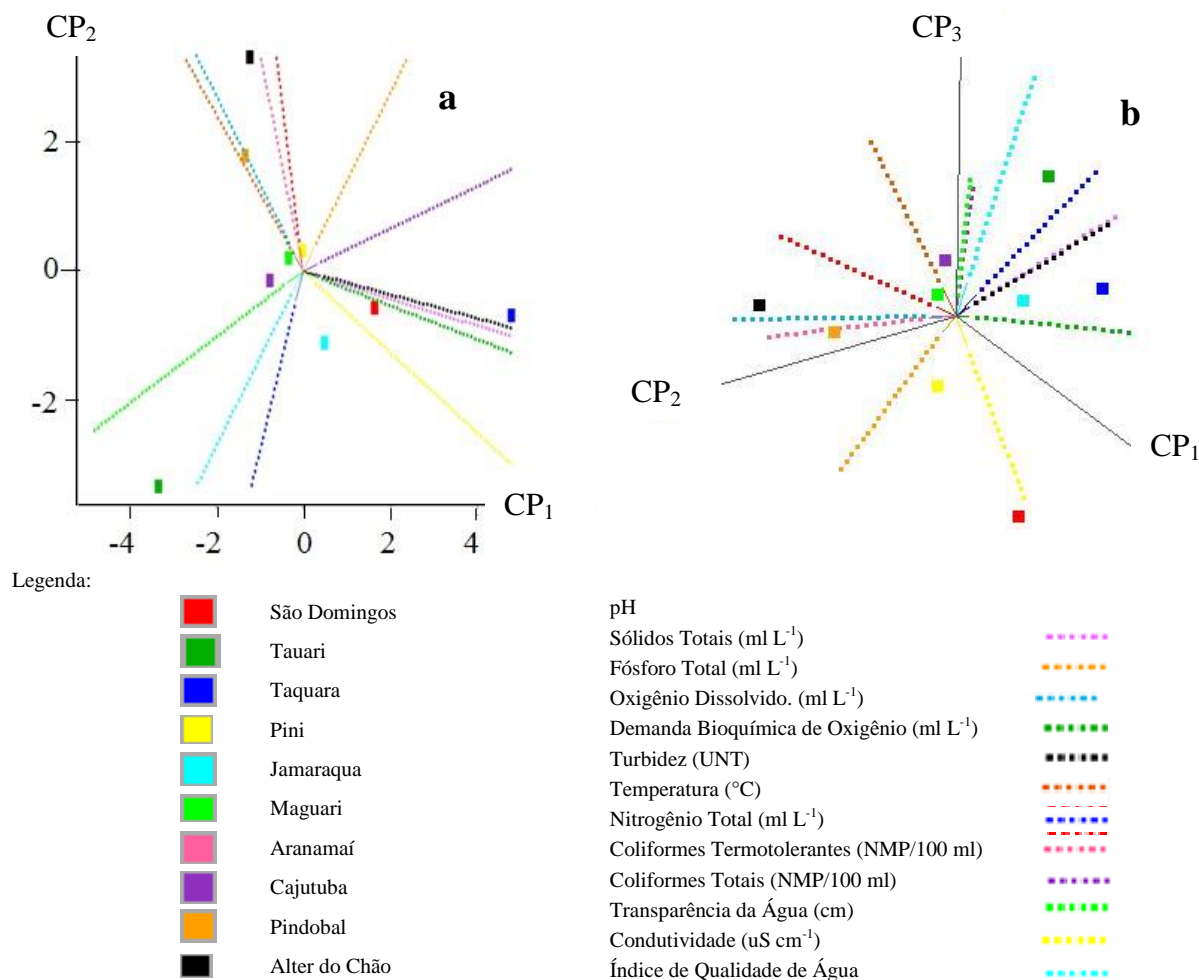 CP₂
a
2
0
-2
CP₁
-4 -2 0 2 4
CP₃
b
CP₂
CP₁
Legenda:
São Domingos
Tauari
Taquara
Pini
Jamaraqua
Maguari
Aranamaí
Cajutuba
Pindobal
Alter do Chão
pH
Sólidos Totais (ml L⁻¹)
Fósforo Total (ml L⁻¹)
Oxigênio Dissolvido. (ml L⁻¹)
Demanda Bioquímica de Oxigênio (ml L⁻¹)
Turbidez (UNT)
Temperatura (°C)
Nitrogênio Total (ml L⁻¹)
Coliformes Termotolerantes (NMP/100 ml)
Coliformes Totais (NMP/100 ml)
Transparência da Água (cm)
Condutividade (uS cm⁻¹)
Índice de Qualidade de Água